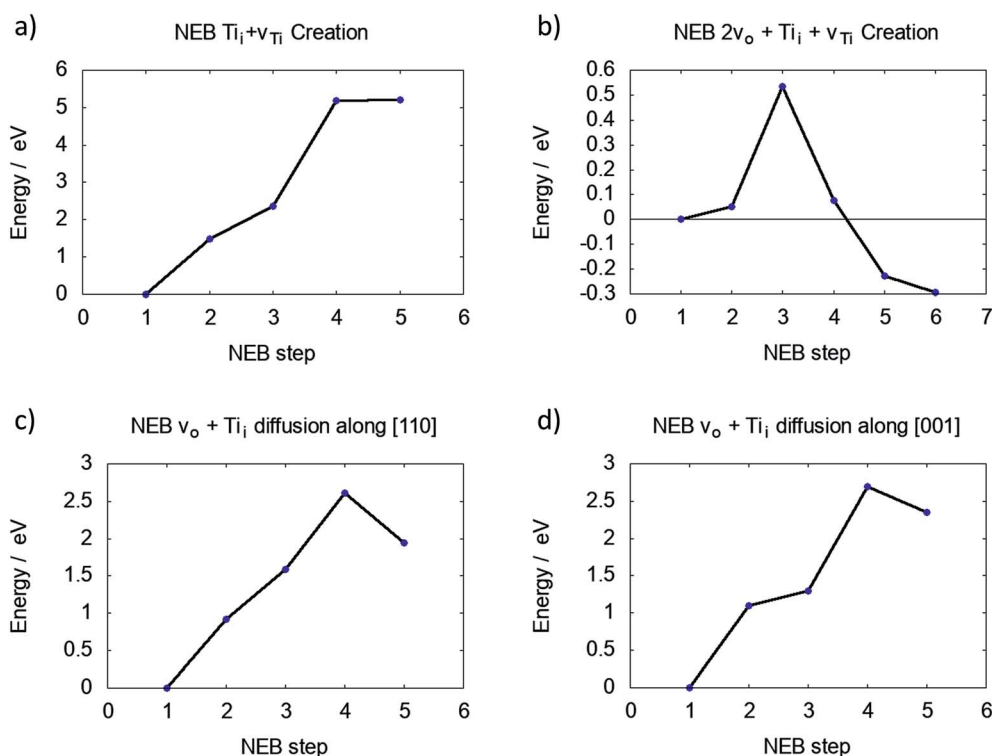 a)
NEB Tiᵢ+v_Ti Creation
6
5
4
3
2
1
0
Energy / eV
0 1 2 3 4 5 6
NEB step
b)
NEB 2vₒ + Tiᵢ + v_Ti Creation
0.6
0.5
0.4
0.3
0.2
0.1
0
-0.1
-0.2
-0.3
Energy / eV
0 1 2 3 4 5 6 7
NEB step
c)
NEB vₒ + Tiᵢ diffusion along [110]
3
2.5
2
1.5
1
0.5
0
Energy / eV
0 1 2 3 4 5 6
NEB step
d)
NEB vₒ + Tiᵢ diffusion along [001]
3
2.5
2
1.5
1
0.5
0
Energy / eV
0 1 2 3 4 5 6
NEB step